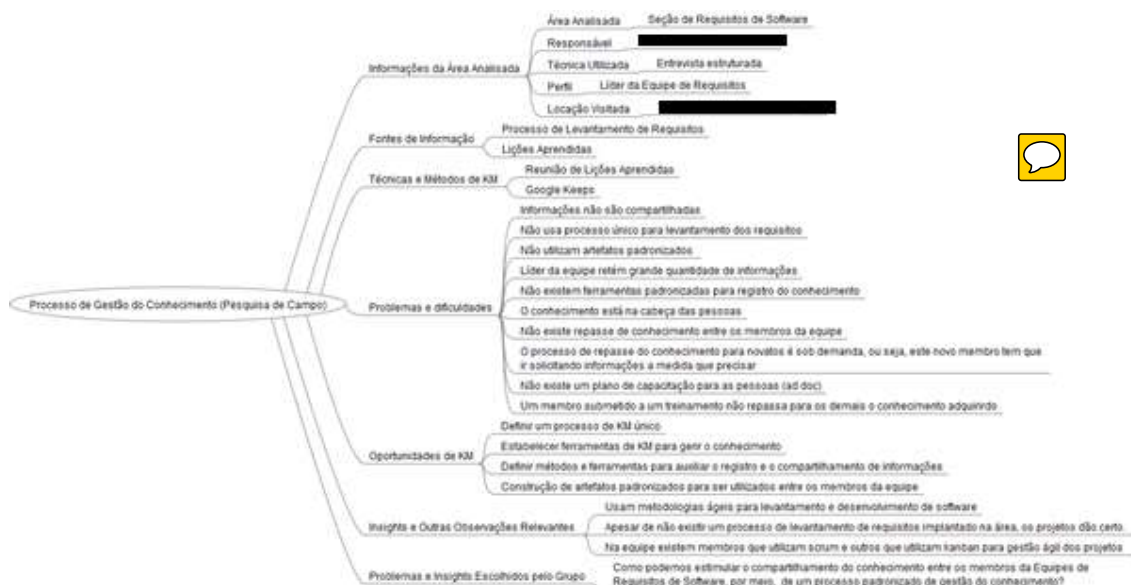 Área Analisada Seção de Requisitos de Software
Responsável
Informações da Área Analisada
Técnica Utilizada Entrevista estruturada
Perfil Líder da Equipe de Requisitos
Locação Visitada
Processo de Levantamento de Requisitos
Fontes de Informação
Lições Aprendidas
Reunião de Lições Aprendidas
Técnicas e Métodos de KM
Google Keeps
Processo de Gestão do Conhecimento (Pesquisa de Campo)
Problemas e dificuldades
Informações não são compartilhadas
Não usa processo único para levantamento dos requisitos
Não utilizam artefatos padronizados
Líder da equipe retém grande quantidade de informações
Não existem ferramentas padronizadas para registro do conhecimento
O conhecimento está na cabeça das pessoas
Não existe repasse de conhecimento entre os membros da equipe
O processo de repasse do conhecimento para novatos é sob demanda, ou seja, este novo membro tem que
ir solicitando informações a medida que precisar
Não existe um plano de capacitação para as pessoas (ad doc)
Um membro submetido a um treinamento não repassa para os demais o conhecimento adquirido
Oportunidades de KM
Definir um processo de KM único
Estabelecer ferramentas de KM para gerir o conhecimento
Definir métodos e ferramentas para auxiliar o registro e o compartilhamento de informações
Construção de artefatos padronizados para ser utilizados entre os membros da equipe
Insights e Outras Observações Relevantes
Usam metodologias ágeis para levantamento e desenvolvimento de software
Apesar de não existir um processo de levantamento de requisitos implantado na área, os projetos dão certo.
Na equipe existem membros que utilizam scrum e outros que utilizam kanban para gestão ágil dos projetos
Problemas e Insights Escolhidos pelo Grupo
Como podemos estimular o compartilhamento do conhecimento entre os membros da Equipes de
Requisitos de Software, por meio, de um processo padronizado de gestão do conhecimento?